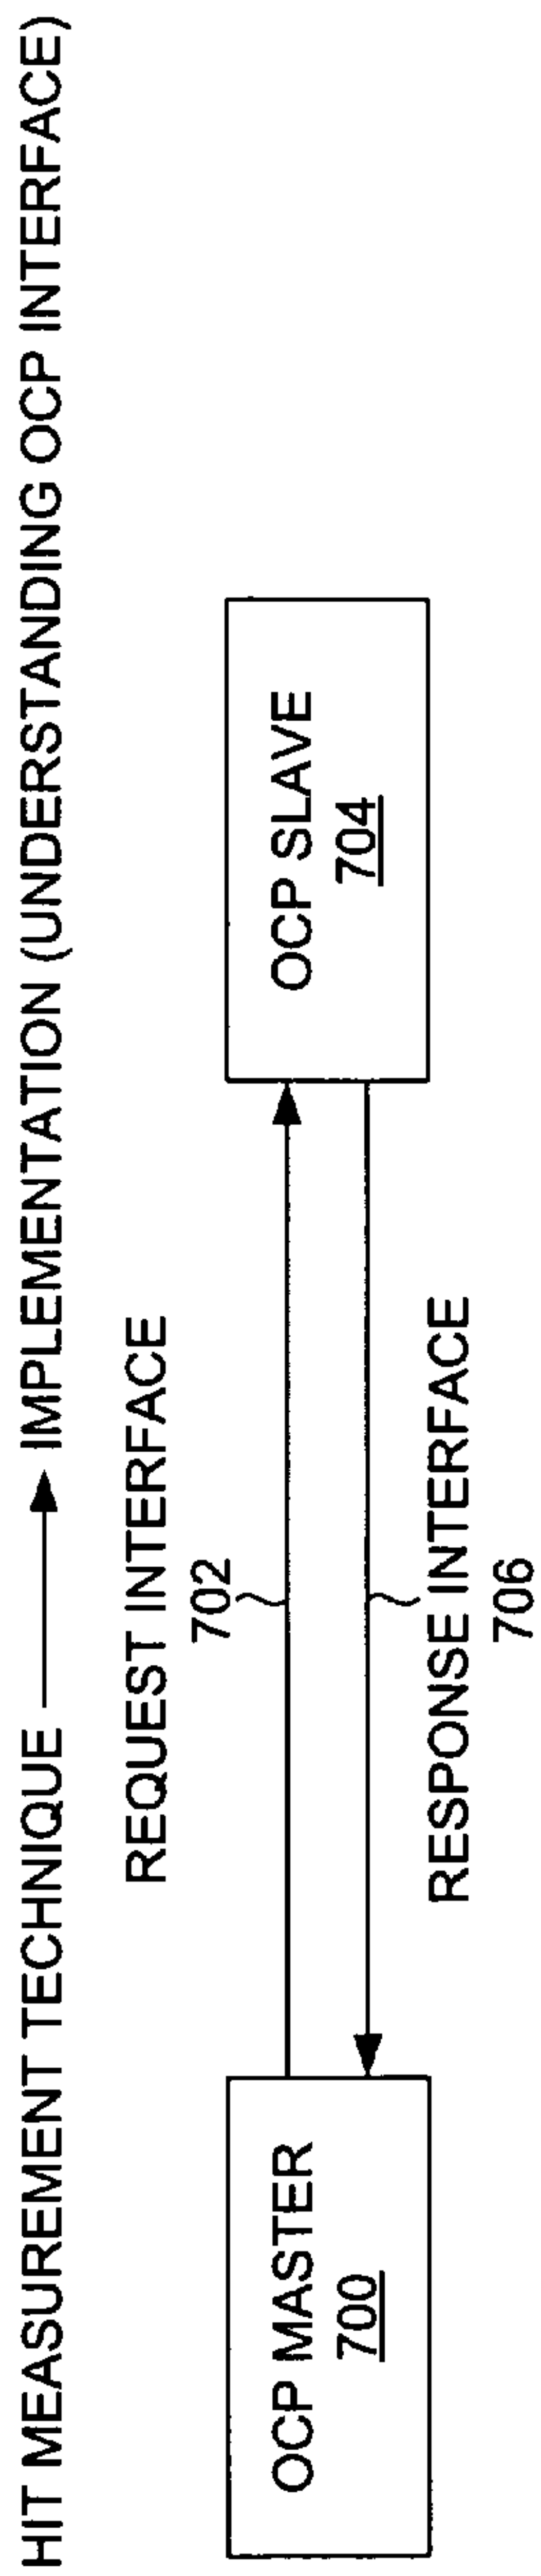 HIT MEASUREMENT TECHNIQUE → IMPLEMENTATION (UNDERSTANDING OCP INTERFACE)
REQUEST INTERFACE
702
OCP MASTER
700
OCP SLAVE
704
RESPONSE INTERFACE
706